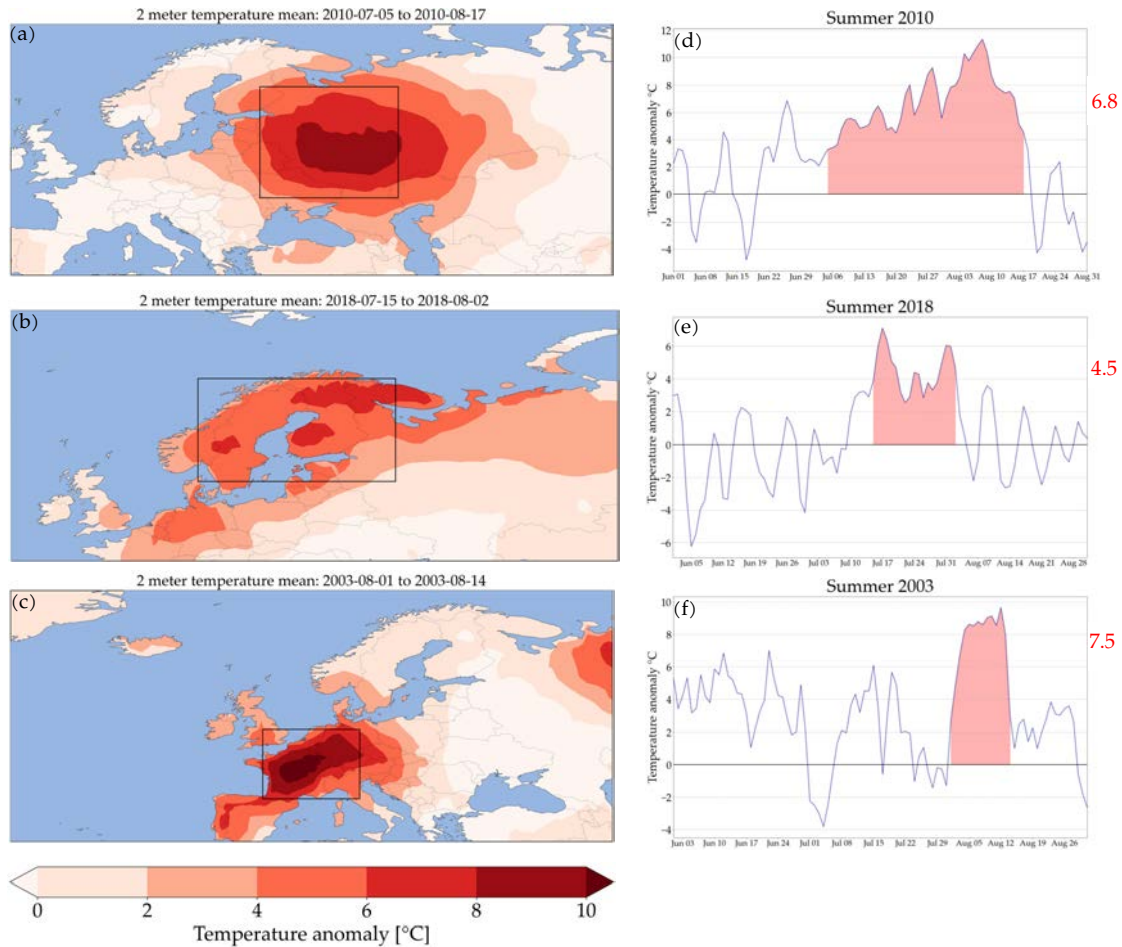 2 meter temperature mean: 2010-07-05 to 2010-08-17
(a)
Summer 2010
(d)
Temperature anomaly °C
12
10
8
6
4
2
0
−2
−4
Jun 01 Jun 08 Jun 15 Jun 22 Jun 29 Jul 06 Jul 13 Jul 20 Jul 27 Aug 03 Aug 10 Aug 17 Aug 24 Aug 31
6.8
2 meter temperature mean: 2018-07-15 to 2018-08-02
(b)
Summer 2018
(e)
Temperature anomaly °C
6
4
2
0
−2
−4
−6
Jun 05 Jun 12 Jun 19 Jun 26 Jul 03 Jul 10 Jul 17 Jul 24 Jul 31 Aug 07 Aug 14 Aug 21 Aug 28
4.5
2 meter temperature mean: 2003-08-01 to 2003-08-14
(c)
Summer 2003
(f)
Temperature anomaly °C
10
8
6
4
2
0
−2
−4
Jun 03 Jun 10 Jun 17 Jun 24 Jul 01 Jul 08 Jul 15 Jul 22 Jul 29 Aug 05 Aug 12 Aug 19 Aug 26
7.5
0 2 4 6 8 10
Temperature anomaly [°C]